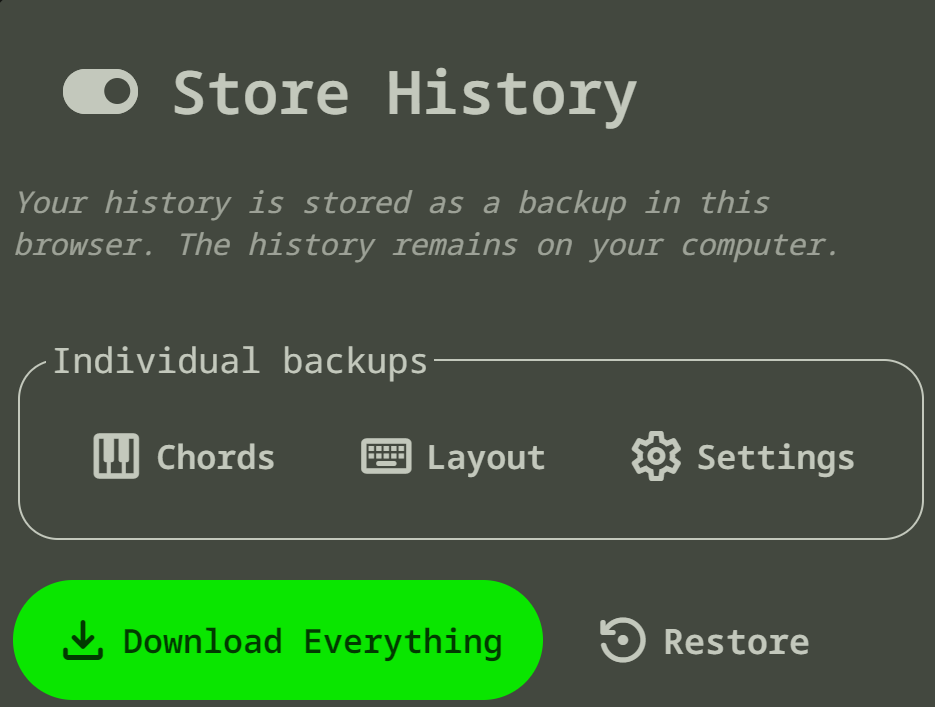 Store History
Your history is stored as a backup in this
browser. The history remains on your computer.
Individual backups
Chords Layout Settings
Download Everything Restore